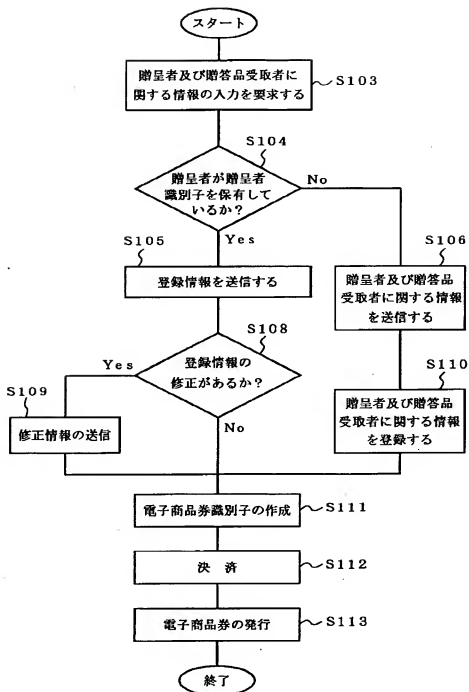 スタート
贈呈者及び贈答品受取者に
関する情報の入力を要求する
S103
S104
贈呈者が贈呈者
識別子を保有して
いるか?
No
Yes
S105
登録情報を送信する
S106
贈呈者及び贈答品
受取者に関する情報
を送信する
S108
登録情報の
修正があるか?
Yes
No
S109
修正情報の送信
S110
贈呈者及び贈答品
受取者に関する情報
を登録する
電子商品券識別子の作成
S111
決 済
S112
電子商品券の発行
S113
終了